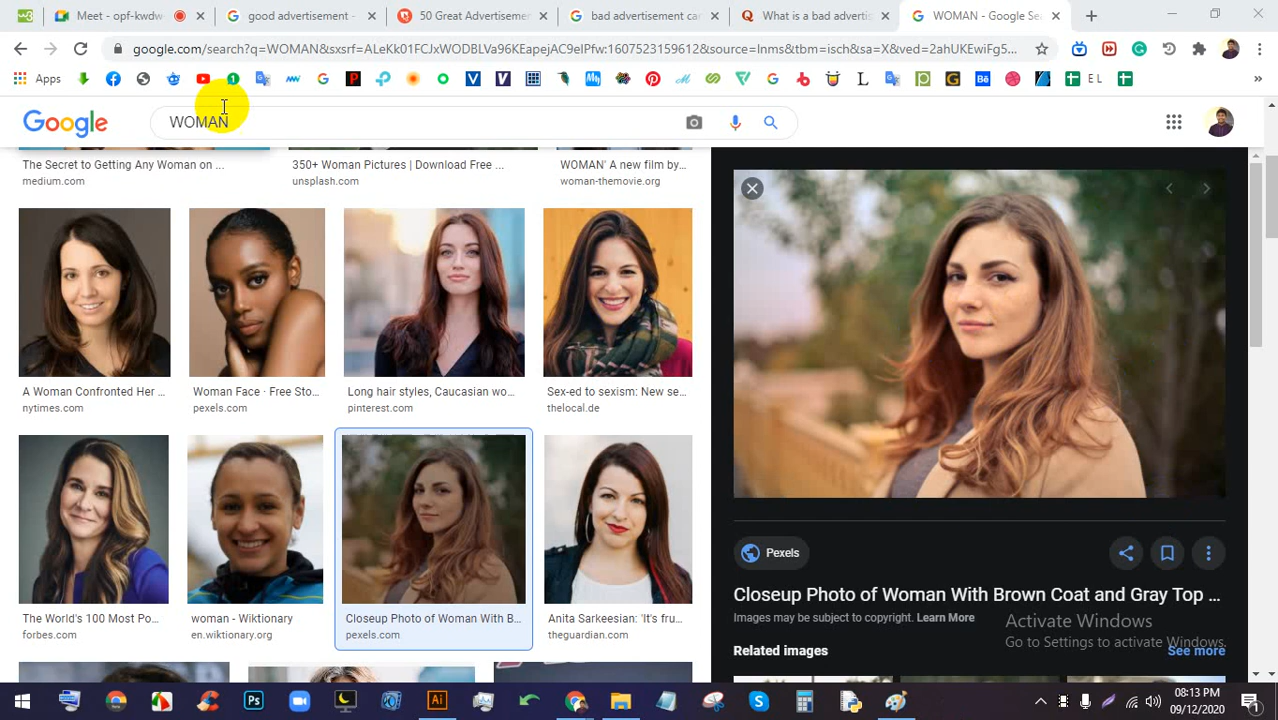 Meet - opf-kwdw-
good advertisement -
50 Great Advertisemen
bad advertisement ca
What is a bad advertis
WOMAN - Google Se
google.com/search?q=WOMAN&sxsrf=ALeKk01FCJxWODBLVa96KEapejAC9eIPfw:1607523159612&source=lnms&tbm=isch&sa=X&ved=2ahUKEwiFg5...
Apps
E L
Google
WOMAN
The Secret to Getting Any Woman on ...
medium.com
350+ Woman Pictures | Download Free ...
unsplash.com
WOMAN' A new film by...
woman-themovie.org
A Woman Confronted Her ...
nytimes.com
Woman Face · Free Sto...
pexels.com
Long hair styles, Caucasian wo...
pinterest.com
Sex-ed to sexism: New se...
thelocal.de
The World's 100 Most Po...
forbes.com
woman - Wiktionary
en.wiktionary.org
Closeup Photo of Woman With B...
pexels.com
Anita Sarkeesian: 'It's fru...
theguardian.com
Pexels
Closeup Photo of Woman With Brown Coat and Gray Top ...
Images may be subject to copyright. Learn More
Activate Windows
Go to Settings to activate Windows.
Related images
See more
08:13 PM
09/12/2020